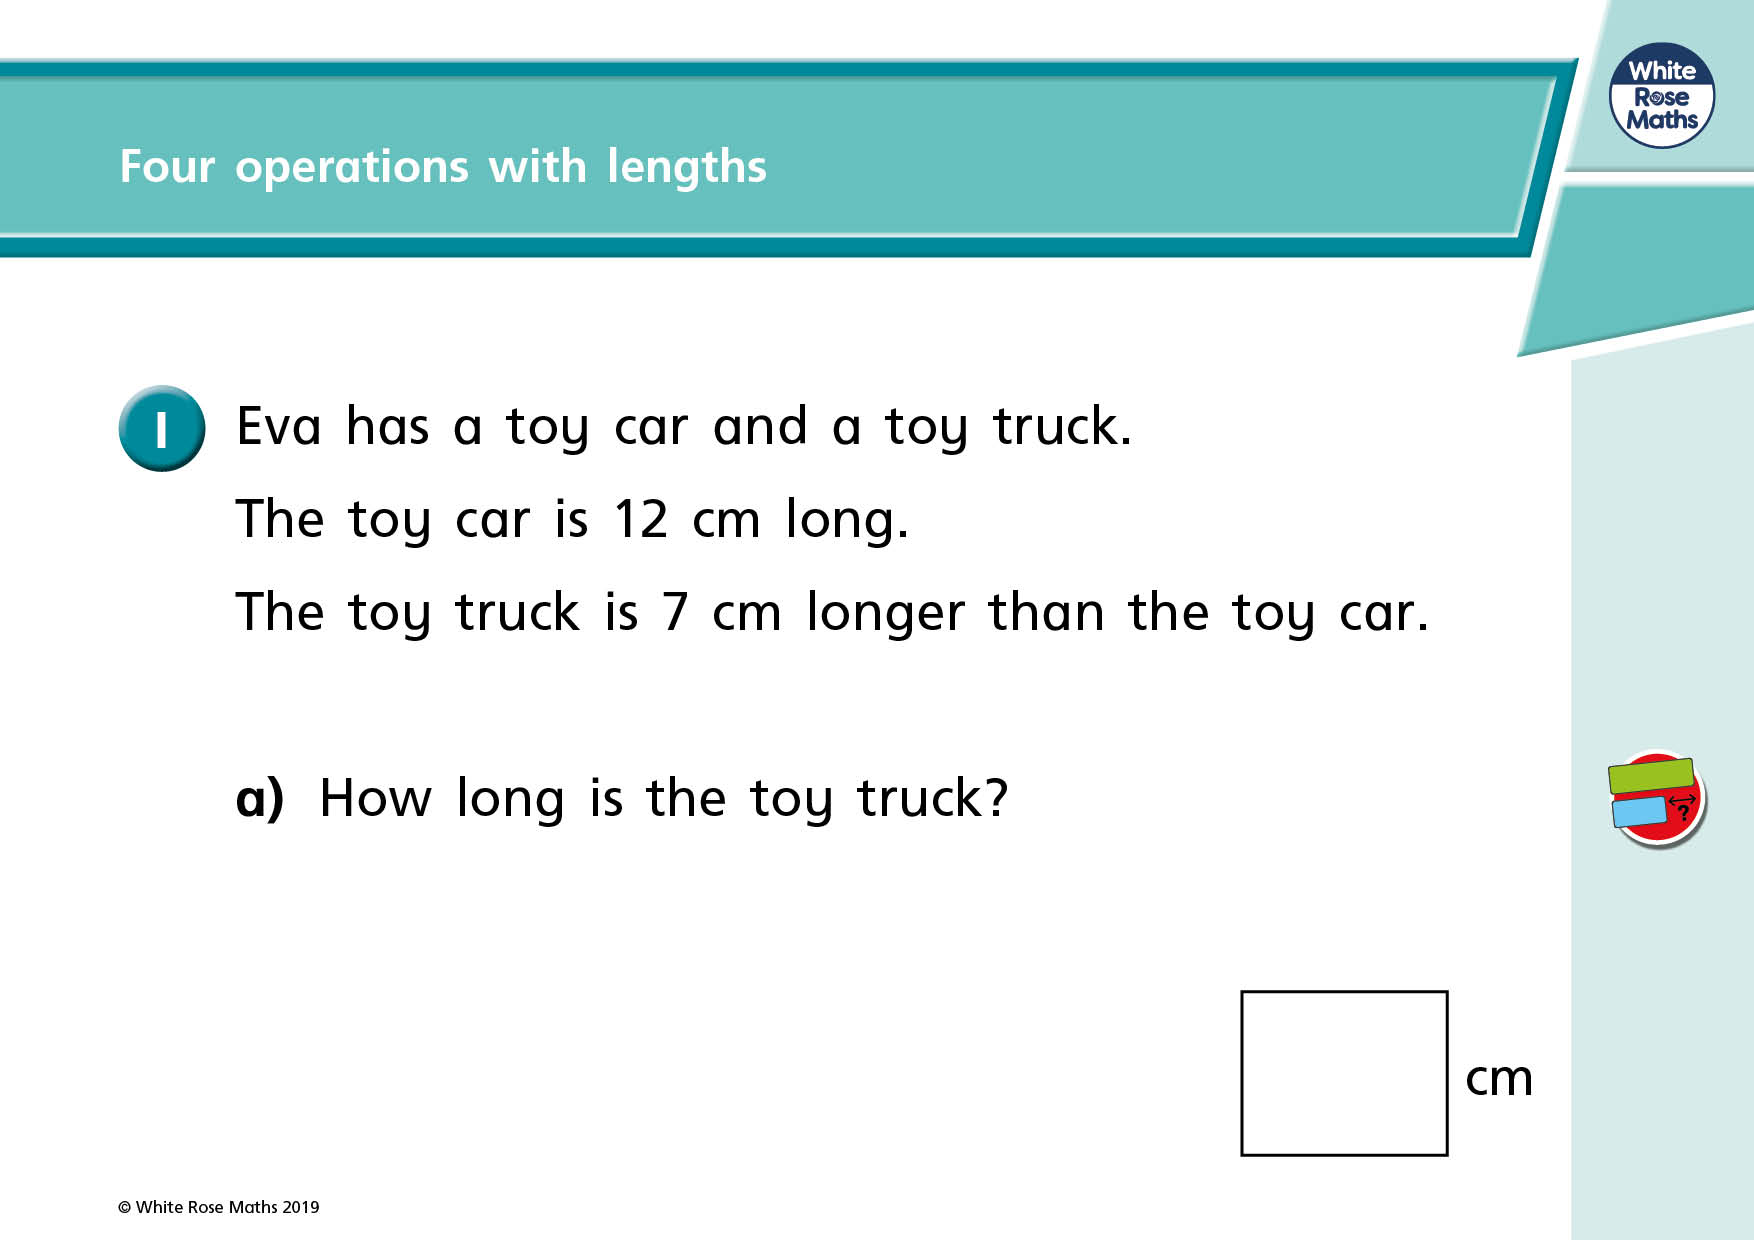 White
Rose
Maths
Four operations with lengths
1 Eva has a toy car and a toy truck.
The toy car is 12 cm long.
The toy truck is 7 cm longer than the toy car.
a) How long is the toy truck?
?
cm
© White Rose Maths 2019